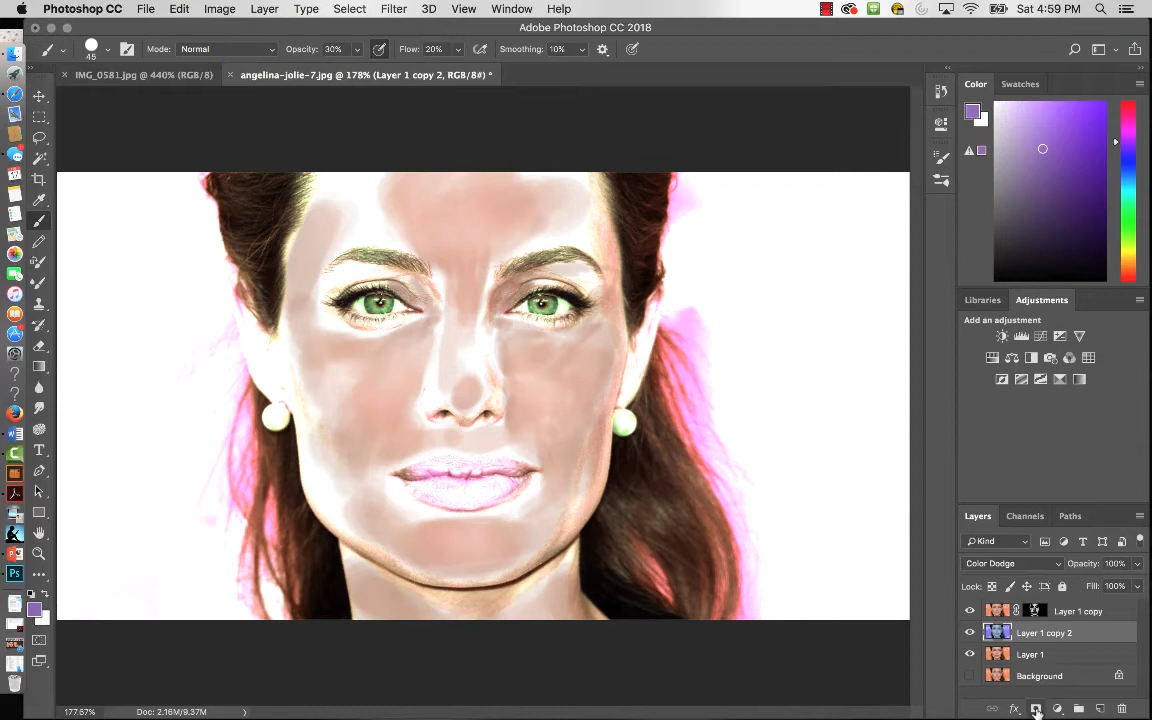 Photoshop CC File Edit Image Layer Type Select Filter 3D View Window Help Sat 4:59 PM
Adobe Photoshop CC 2018
45 Mode: Normal Opacity: 30% Flow: 20% Smoothing: 10%
IMG_0581.jpg @ 440% (RGB/8) angelina-jolie-7.jpg @ 178% (Layer 1 copy 2, RGB/8#) *
Color Swatches
Libraries Adjustments
Add an adjustment
Layers Channels Paths
Kind
Color Dodge Opacity: 100%
Lock: Fill: 100%
Layer 1 copy
Layer 1 copy 2
Layer 1
Background
fx
177.67% Doc: 2.16M/9.37M